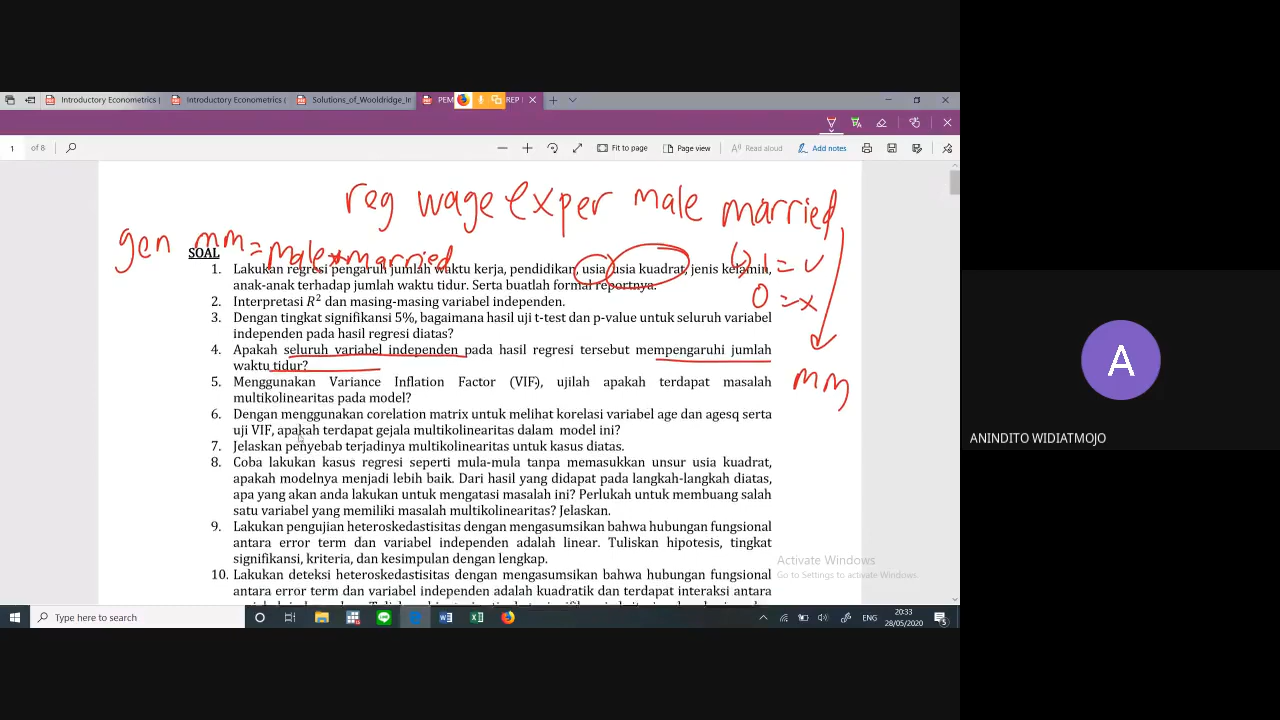 Introductory Econometrics (
Introductory Econometrics (
Solutions_of_Wooldridge_In
PEM
REP
1
of 8
Fit to page
Page view
Read aloud
Add notes
reg wage exper male married
gen mm = male*married
1 = v
0 = x
mm
SOAL
1. Lakukan regresi pengaruh jumlah waktu kerja, pendidikan, usia, usia kuadrat, jenis kelamin,
anak-anak terhadap jumlah waktu tidur. Serta buatlah formal reportnya.
2. Interpretasi R² dan masing-masing variabel independen.
3. Dengan tingkat signifikansi 5%, bagaimana hasil uji t-test dan p-value untuk seluruh variabel
independen pada hasil regresi diatas?
4. Apakah seluruh variabel independen pada hasil regresi tersebut mempengaruhi jumlah
waktu tidur?
5. Menggunakan Variance Inflation Factor (VIF), ujilah apakah terdapat masalah
multikolinearitas pada model?
6. Dengan menggunakan corelation matrix untuk melihat korelasi variabel age dan agesq serta
uji VIF, apakah terdapat gejala multikolinearitas dalam model ini?
7. Jelaskan penyebab terjadinya multikolinearitas untuk kasus diatas.
8. Coba lakukan kasus regresi seperti mula-mula tanpa memasukkan unsur usia kuadrat,
apakah modelnya menjadi lebih baik. Dari hasil yang didapat pada langkah-langkah diatas,
apa yang akan anda lakukan untuk mengatasi masalah ini? Perlukah untuk membuang salah
satu variabel yang memiliki masalah multikolinearitas? Jelaskan.
9. Lakukan pengujian heteroskedastisitas dengan mengasumsikan bahwa hubungan fungsional
antara error term dan variabel independen adalah linear. Tuliskan hipotesis, tingkat
signifikansi, kriteria, dan kesimpulan dengan lengkap.
10. Lakukan deteksi heteroskedastisitas dengan mengasumsikan bahwa hubungan fungsional
antara error term dan variabel independen adalah kuadratik dan terdapat interaksi antara
Activate Windows
Go to Settings to activate Windows.
A
ANINDITO WIDIATMOJO
Type here to search
ENG
20:33
28/05/2020